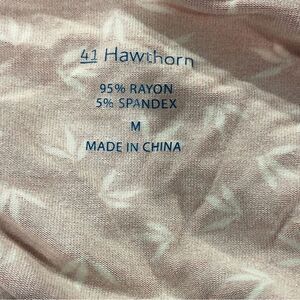 41 Hawthorn
95% RAYON
5% SPANDEX
M
MADE IN CHINA